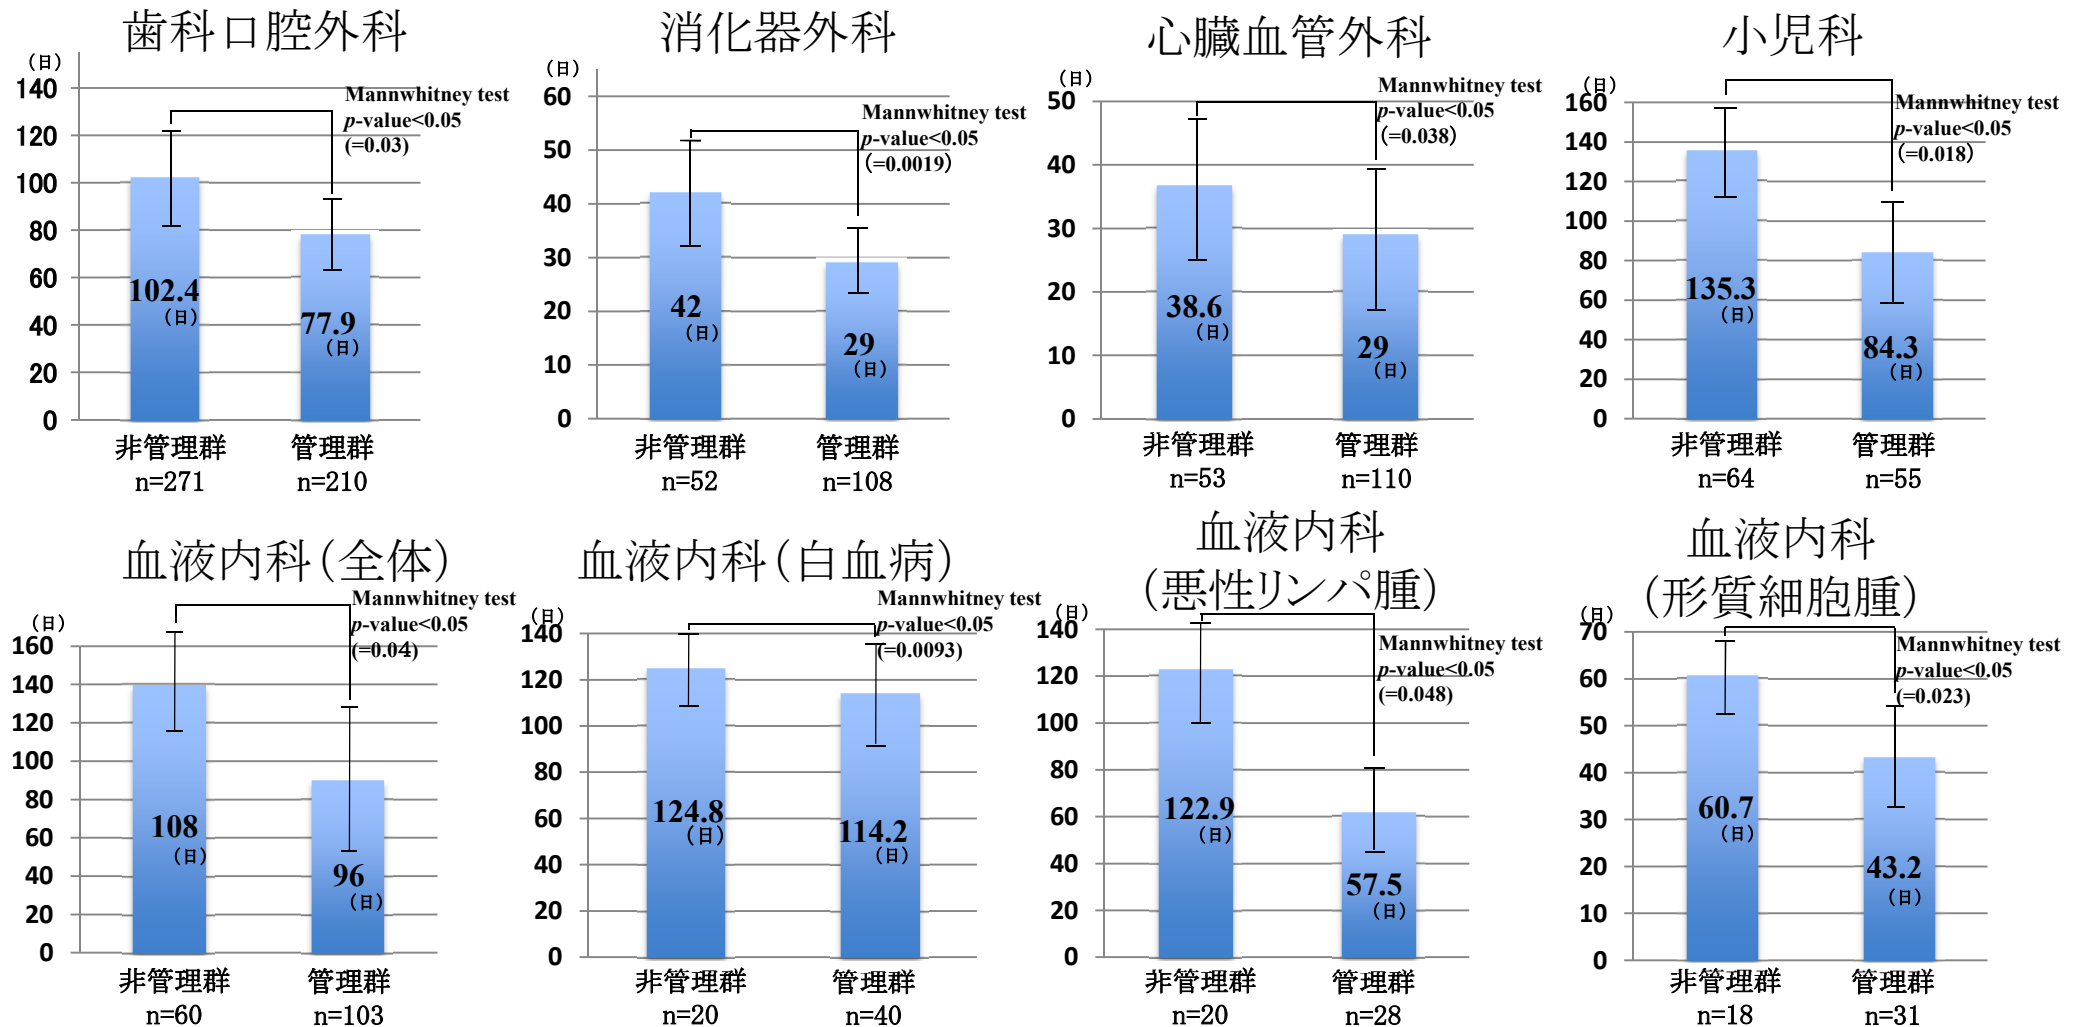 歯科口腔外科
(日)
140
120
100
80
60
40
20
0
Mannwhitney test
p-value<0.05
(=0.03)
102.4
(日)
77.9
(日)
非管理群
管理群
n=271
n=210
消化器外科
(日)
60
50
40
30
20
10
0
Mannwhitney test
p-value<0.05
(=0.0019)
42
(日)
29
(日)
非管理群
管理群
n=52
n=108
心臓血管外科
(日)
50
40
30
20
10
0
Mannwhitney test
p-value<0.05
(=0.038)
38.6
(日)
29
(日)
非管理群
管理群
n=53
n=110
小児科
(日)
160
140
120
100
80
60
40
20
0
Mannwhitney test
p-value<0.05
(=0.018)
135.3
(日)
84.3
(日)
非管理群
管理群
n=64
n=55
血液内科(全体)
(日)
160
140
120
100
80
60
40
20
0
Mannwhitney test
p-value<0.05
(=0.04)
108
(日)
96
(日)
非管理群
管理群
n=60
n=103
血液内科(白血病)
(日)
140
120
100
80
60
40
20
0
Mannwhitney test
p-value<0.05
(=0.0093)
124.8
(日)
114.2
(日)
非管理群
管理群
n=20
n=40
血液内科
(悪性リンパ腫)
(日)
140
120
100
80
60
40
20
0
Mannwhitney test
p-value<0.05
(=0.048)
122.9
(日)
57.5
(日)
非管理群
管理群
n=20
n=28
血液内科
(形質細胞腫)
(日)
70
60
50
40
30
20
10
0
Mannwhitney test
p-value<0.05
(=0.023)
60.7
(日)
43.2
(日)
非管理群
管理群
n=18
n=31